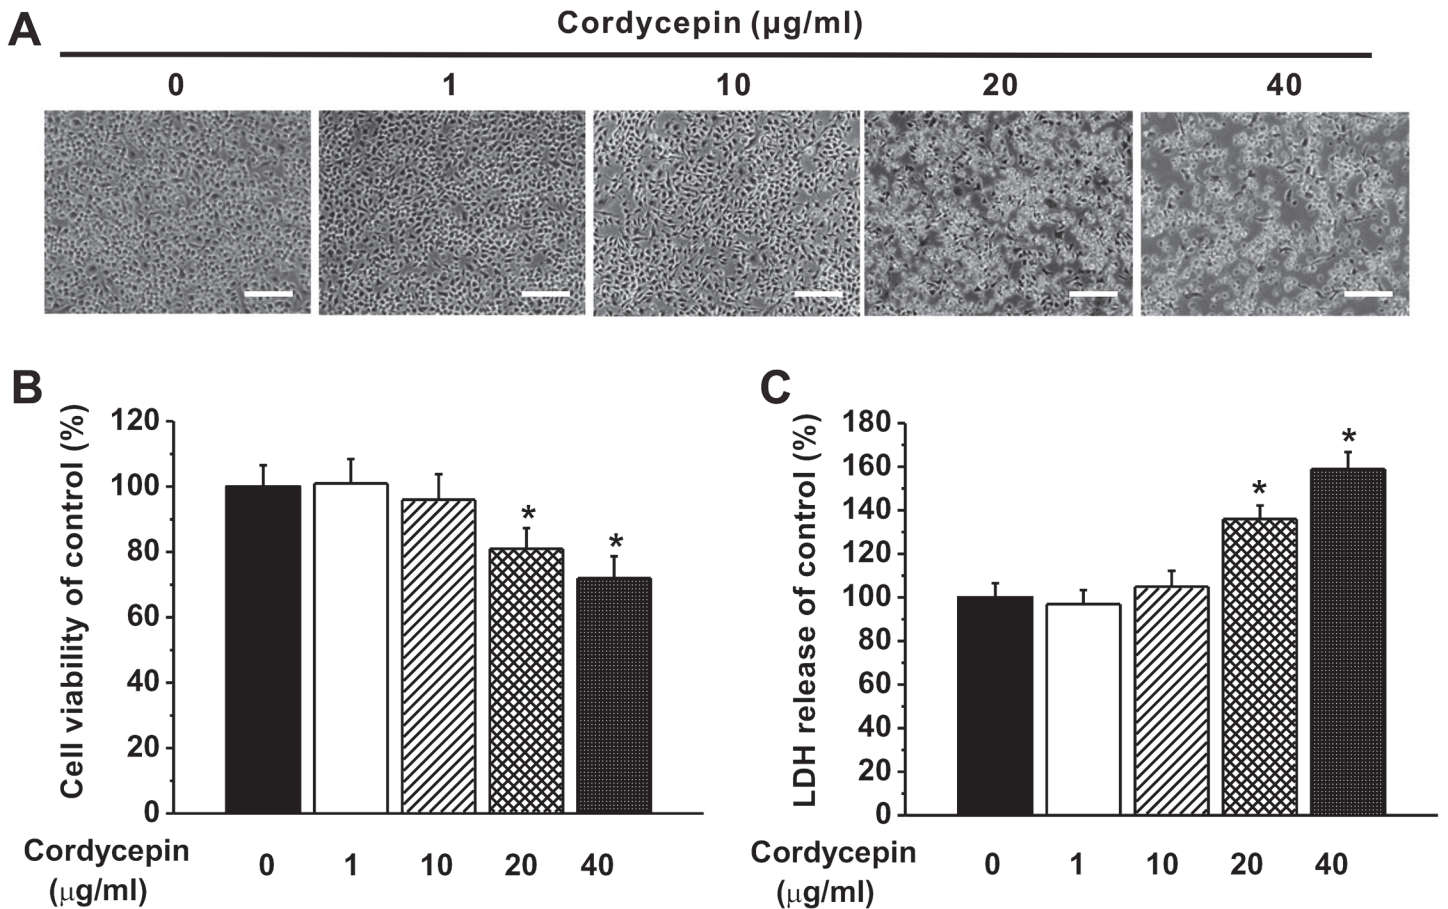 A
Cordycepin (μg/ml)
0 1 10 20 40
B
Cell viability of control (%)
120
100
80
60
40
20
0
* *
Cordycepin
(μg/ml)
0 1 10 20 40
C
LDH release of control (%)
180
160
140
120
100
80
60
40
20
0
* *
Cordycepin
(μg/ml)
0 1 10 20 40